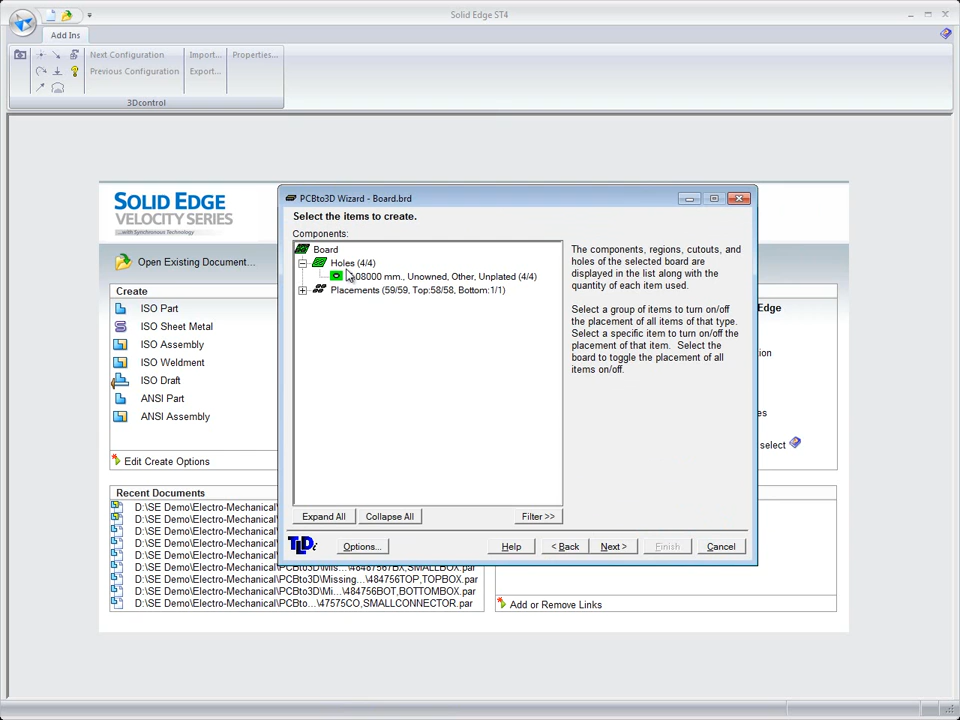 Solid Edge ST4
Add Ins
Next Configuration
Import...
Properties...
Previous Configuration
Export...
3Dcontrol
SOLID EDGE
VELOCITY SERIES
...with Synchronous Technology
Open Existing Document...
Create
ISO Part
ISO Sheet Metal
ISO Assembly
ISO Weldment
ISO Draft
ANSI Part
ANSI Assembly
Edit Create Options
Recent Documents
D:\SE Demo\Electro-Mechanical\
D:\SE Demo\Electro-Mechanical\
D:\SE Demo\Electro-Mechanical\
D:\SE Demo\Electro-Mechanical\
D:\SE Demo\Electro-Mechanical\
D:\SE Demo\PCBto3D\Missing...\484756TOP,TOPBOX.par
D:\SE Demo\PCBto3D\Mi...\484756BOT,BOTTOMBOX.par
D:\SE Demo\Electro-Mechanical\PCBto...\47575CO,SMALLCONNECTOR.par
Edge
select
Add or Remove Links
PCBto3D Wizard - Board.brd
Select the items to create.
Components:
Board
Holes (4/4)
08000 mm., Unowned, Other, Unplated (4/4)
Placements (59/59, Top:58/58, Bottom:1/1)
The components, regions, cutouts, and
holes of the selected board are
displayed in the list along with the
quantity of each item used.
Select a group of items to turn on/off
the placement of all items of that type.
Select a specific item to turn on/off the
placement of that item. Select the
board to toggle the placement of all
items on/off.
Expand All
Collapse All
Filter >>
Options...
Help
< Back
Next >
Finish
Cancel